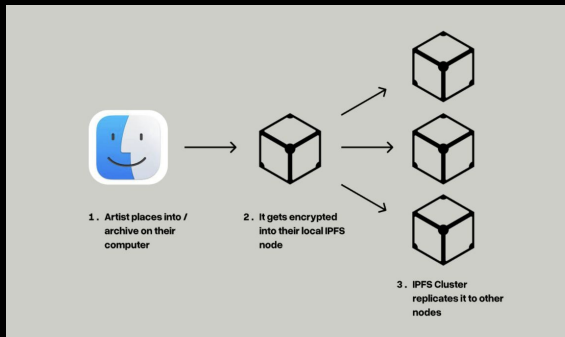 1. Artist places into /
archive on their
computer
2. It gets encrypted
into their local IPFS
node
3. IPFS Cluster
replicates it to other
nodes